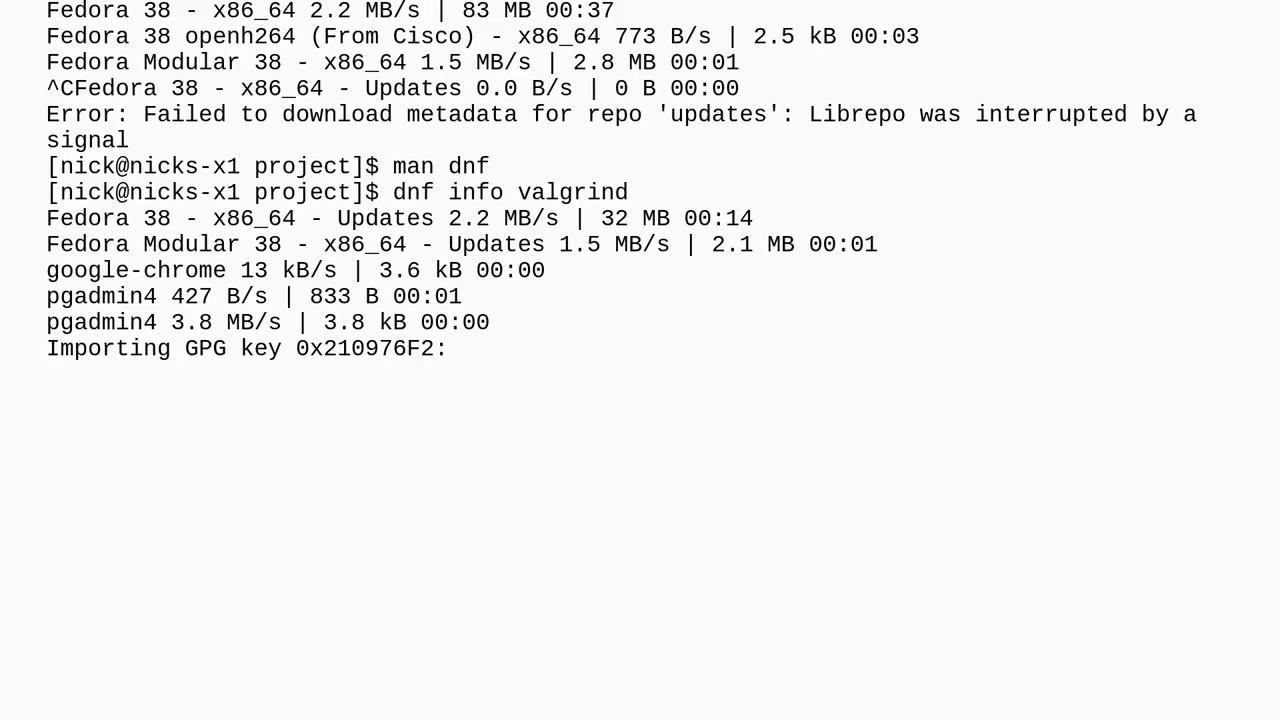 Fedora 38 - x86_64 2.2 MB/s | 83 MB 00:37
Fedora 38 openh264 (From Cisco) - x86_64 773 B/s | 2.5 kB 00:03
Fedora Modular 38 - x86_64 1.5 MB/s | 2.8 MB 00:01
^CFedora 38 - x86_64 - Updates 0.0 B/s | 0 B 00:00
Error: Failed to download metadata for repo 'updates': Librepo was interrupted by a
signal
[nick@nicks-x1 project]$ man dnf
[nick@nicks-x1 project]$ dnf info valgrind
Fedora 38 - x86_64 - Updates 2.2 MB/s | 32 MB 00:14
Fedora Modular 38 - x86_64 - Updates 1.5 MB/s | 2.1 MB 00:01
google-chrome 13 kB/s | 3.6 kB 00:00
pgadmin4 427 B/s | 833 B 00:01
pgadmin4 3.8 MB/s | 3.8 kB 00:00
Importing GPG key 0x210976F2: